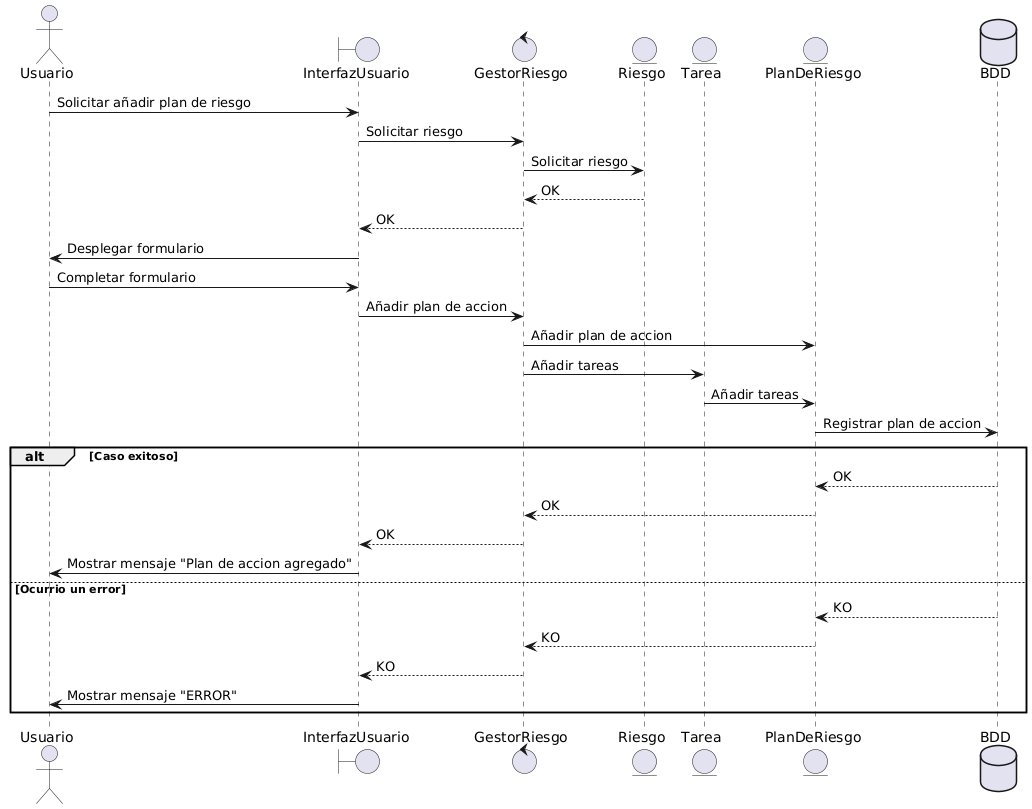 Usuario
InterfazUsuario
GestorRiesgo
Riesgo
Tarea
PlanDeRiesgo
BDD
Solicitar añadir plan de riesgo
Solicitar riesgo
Solicitar riesgo
OK
OK
Desplegar formulario
Completar formulario
Añadir plan de accion
Añadir plan de accion
Añadir tareas
Añadir tareas
Registrar plan de accion
alt [Caso exitoso]
OK
OK
OK
Mostrar mensaje "Plan de accion agregado"
[Ocurrio un error]
KO
KO
KO
Mostrar mensaje "ERROR"
Usuario
InterfazUsuario
GestorRiesgo
Riesgo
Tarea
PlanDeRiesgo
BDD